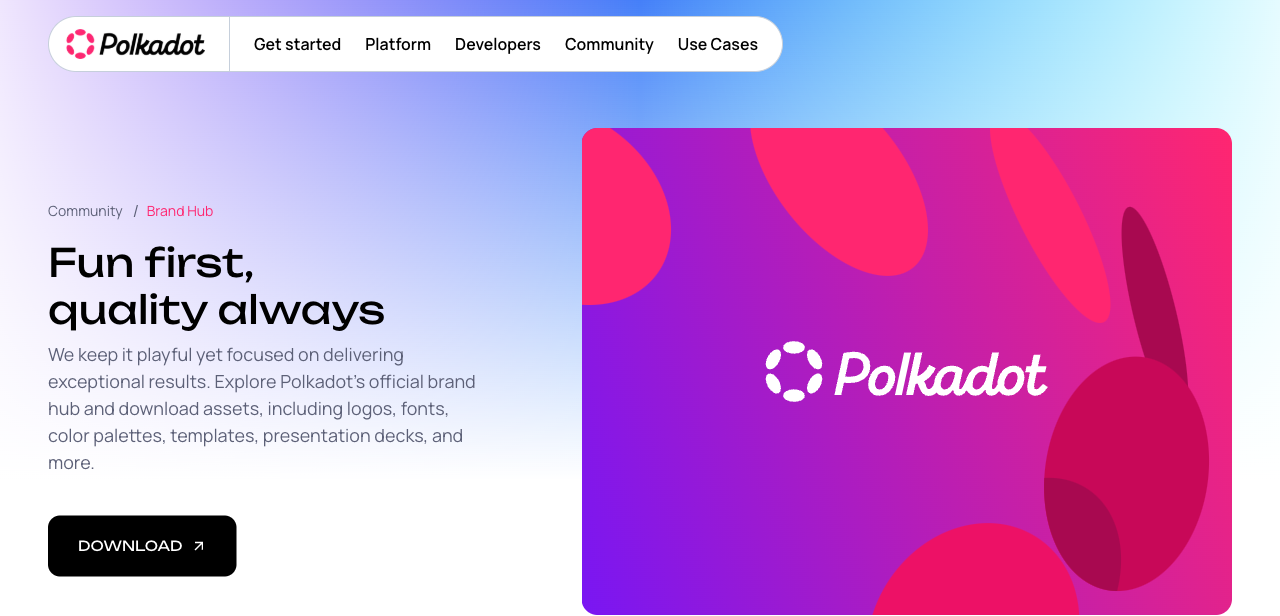 Polkadot
Get started
Platform
Developers
Community
Use Cases
Community / Brand Hub
Fun first,
quality always
We keep it playful yet focused on delivering
exceptional results. Explore Polkadot's official brand
hub and download assets, including logos, fonts,
color palettes, templates, presentation decks, and
more.
DOWNLOAD
Polkadot